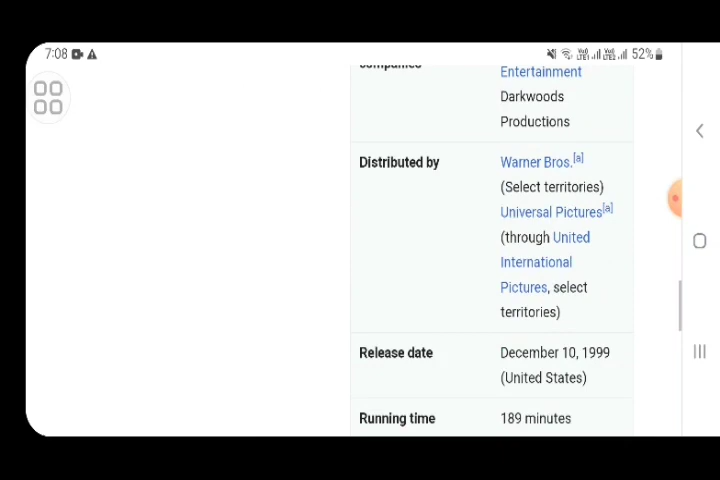 7:08
52%
companies
Entertainment
Darkwoods
Productions
Distributed by
Warner Bros.[a]
(Select territories)
Universal Pictures[a]
(through United
International
Pictures, select
territories)
Release date
December 10, 1999
(United States)
Running time
189 minutes